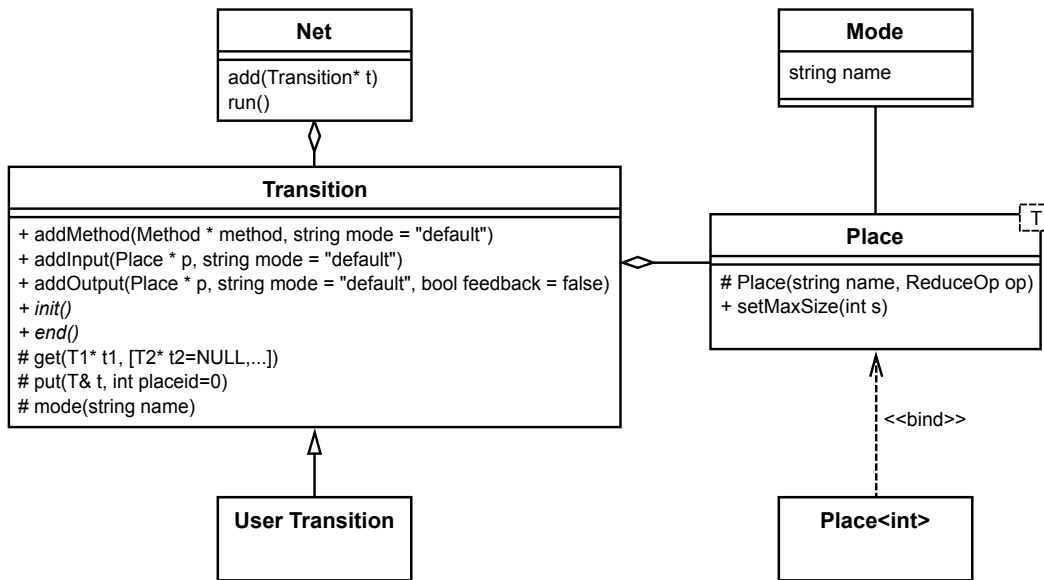 Net
add(Transition* t)
run()
Mode
string name
Transition
+ addMethod(Method * method, string mode = "default")
+ addInput(Place * p, string mode = "default")
+ addOutput(Place * p, string mode = "default", bool feedback = false)
+ init()
+ end()
# get(T1* t1, [T2* t2=NULL,...])
# put(T& t, int placeid=0)
# mode(string name)
T
Place
# Place(string name, ReduceOp op)
+ setMaxSize(int s)
<<bind>>
User Transition
Place<int>